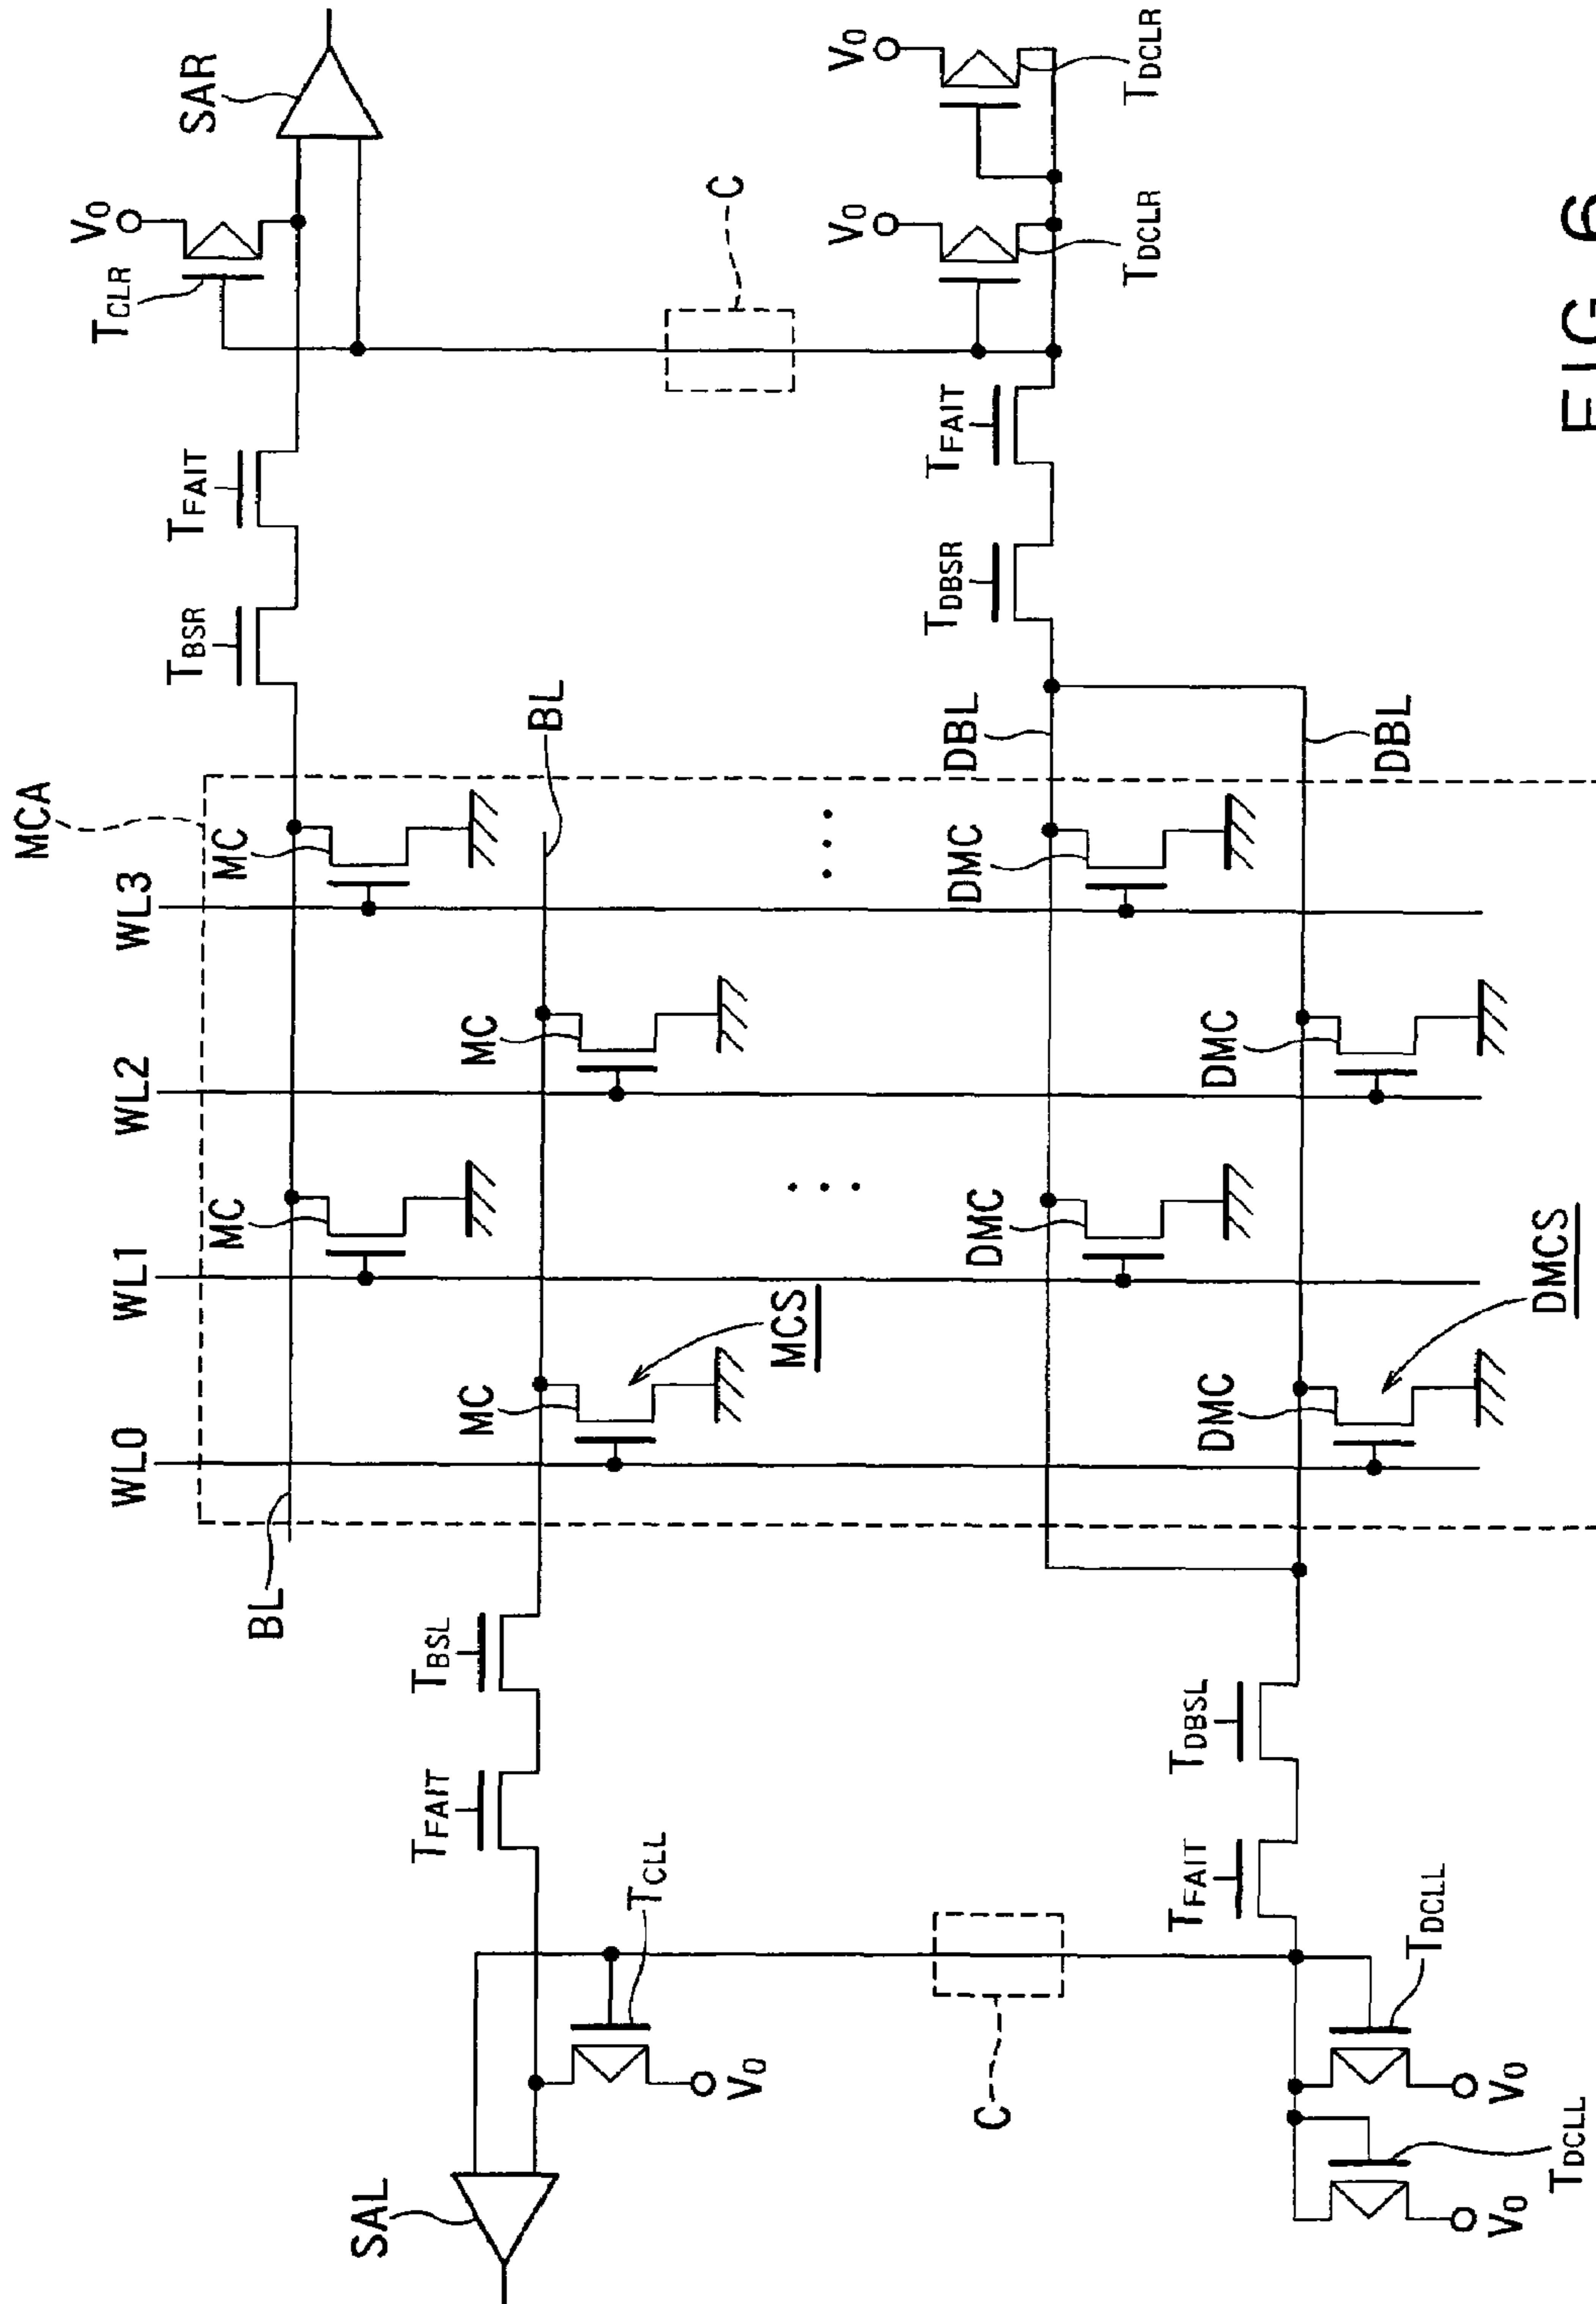 SAR
V0
TCLR
TFAIT
TBSR
MCA
BL
MC
MC
MC
MC
WL3
WL2
WL1
WL0
MCS
BL
TBSL
TFAIT
TCLL
V0
SAL
C
V0
TDCLR
V0
TDCLR
TFAIT
TDBSR
DBL
DBL
DMC
DMC
DMC
DMC
DMCS
TDBSL
TFAIT
C
TDCLL
V0
TDCLL
V0
FIG. 6